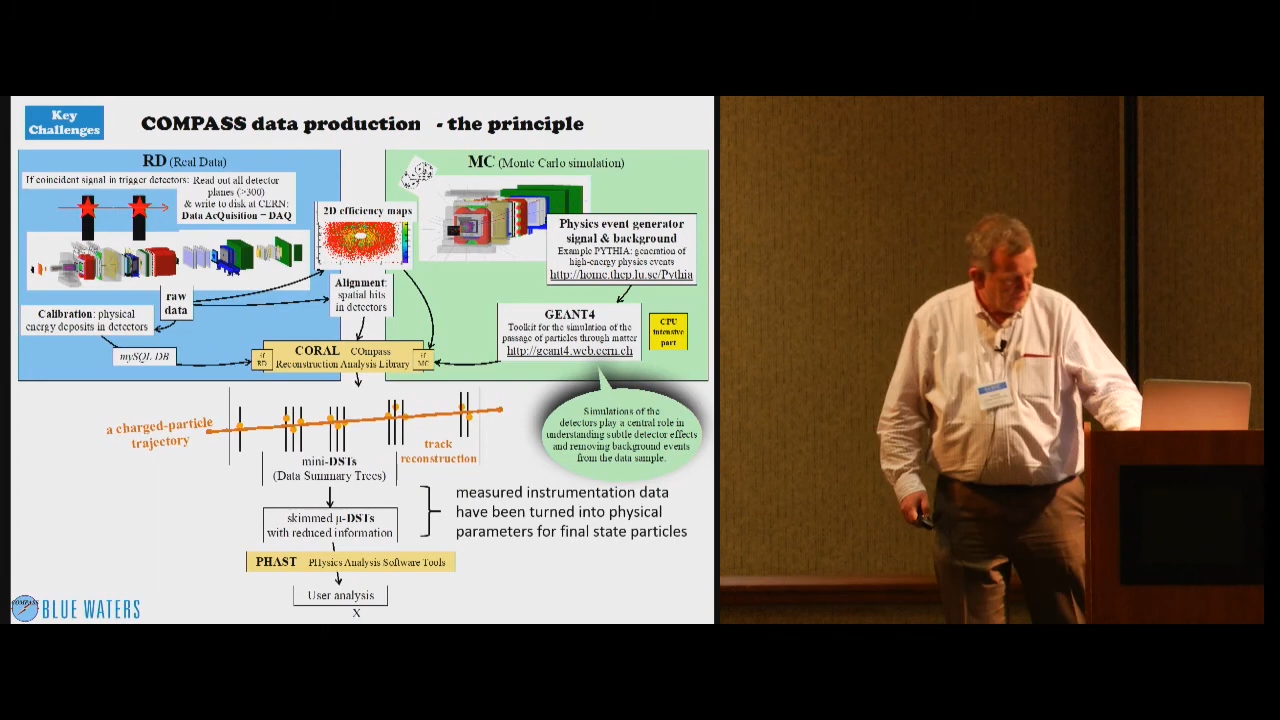 Key
Challenges
COMPASS data production - the principle
RD (Real Data)
If coincident signal in trigger detectors:
Read out all detector
planes (>300)
& write to disk at CERN:
Data AcQuisition = DAQ
raw
data
Calibration: physical
energy deposits in detectors
mySQL DB
2D efficiency maps
Alignment:
spatial hits
in detectors
MC (Monte Carlo simulation)
Physics event generator
signal & background
Example PYTHIA: generation of
high-energy physics events
http://home.thep.lu.se/Pythia
GEANT4
Toolkit for the simulation of the
passage of particles through matter
http://geant4.web.cern.ch
CPU
intensive
part
if
RD
CORAL COmpass
Reconstruction Analysis Library
if
MC
Simulations of the
detectors play a central role in
understanding subtle detector effects
and removing background events
from the data sample.
a charged-particle
trajectory
track
reconstruction
mini-DSTs
(Data Summary Trees)
skimmed μ-DSTs
with reduced information
measured instrumentation data
have been turned into physical
parameters for final state particles
PHAST PHysics Analysis Software Tools
User analysis
X
COMPASS
BLUE WATERS